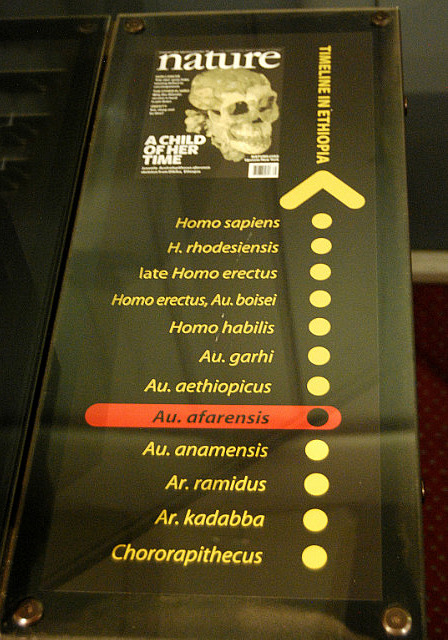 nature
A CHILD
OF HER
TIME
TIMELINE IN ETHIOPIA
Homo sapiens
H. rhodesiensis
late Homo erectus
Homo erectus, Au. boisei
Homo habilis
Au. garhi
Au. aethiopicus
Au. afarensis
Au. anamensis
Ar. ramidus
Ar. kadabba
Chororapithecus